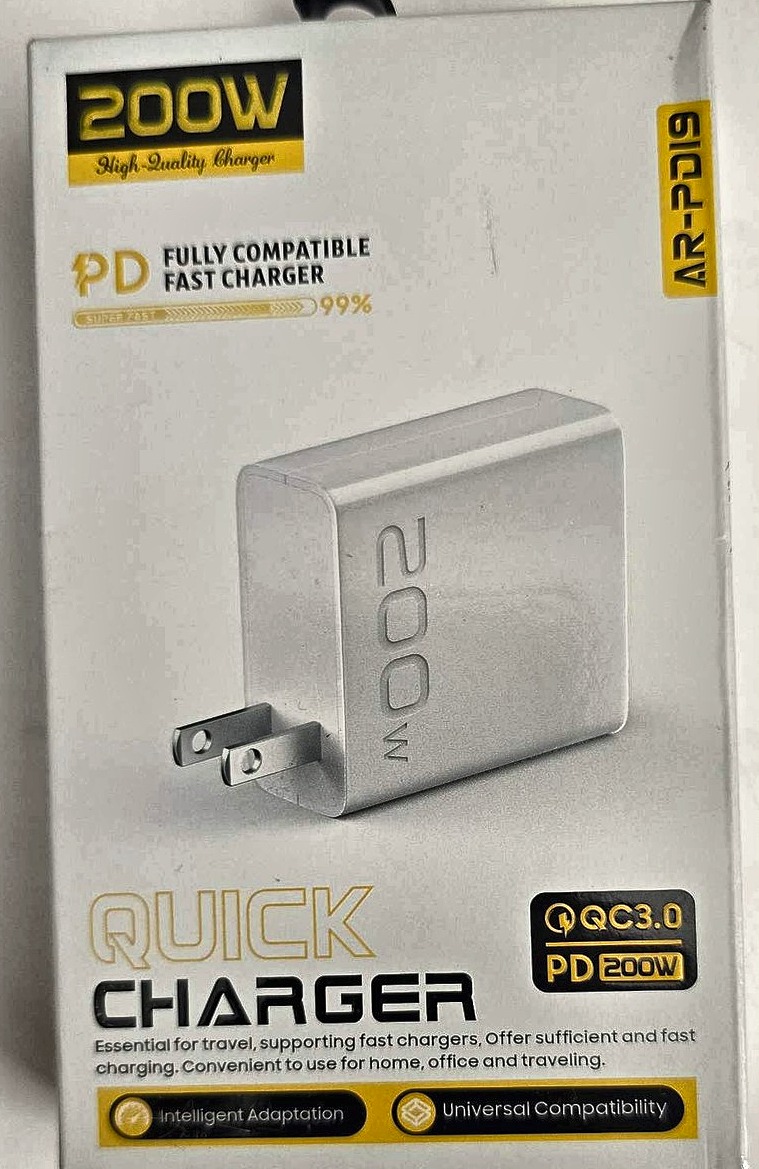 200W
High-Quality Charger
AR-PD19
PD
FULLY COMPATIBLE
FAST CHARGER
SUPER FAST
99%
200W
QUICK
CHARGER
QC3.0
PD 200W
Essential for travel, supporting fast chargers, Offer sufficient and fast
charging. Convenient to use for home, office and traveling.
Intelligent Adaptation
Universal Compatibility